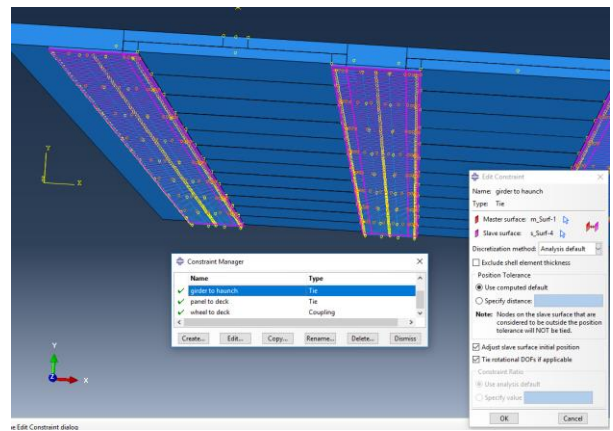 Y
X
Constraint Manager
Name Type
girder to haunch Tie
panel to deck Tie
wheel to deck Coupling
Create... Edit... Copy... Rename... Delete... Dismiss
Y
Z X
Edit Constraint
Name: girder to haunch
Type: Tie
Master surface: m_Surf-1
Slave surface: s_Surf-4
Discretization method: Analysis default
Exclude shell element thickness
Position Tolerance
Use computed default
Specify distance:
Note: Nodes on the slave surface that are
considered to be outside the position
tolerance will NOT be tied.
Adjust slave surface initial position
Tie rotational DOFs if applicable
Constraint Ratio
Use analysis default
Specify value
OK Cancel
e Edit Constraint dialog